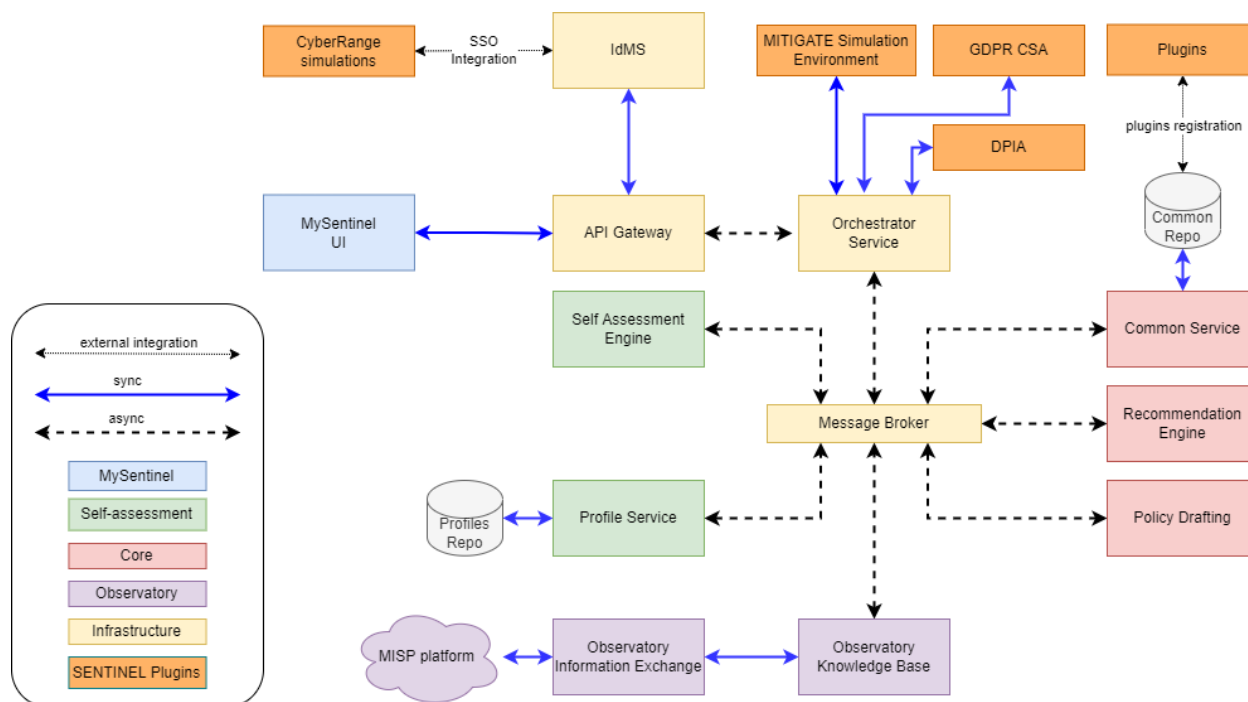 CyberRange
simulations
SSO
Integration
IdMS
MITIGATE Simulation
Environment
GDPR CSA
Plugins
DPIA
plugins registration
MySentinel
UI
API Gateway
Orchestrator
Service
Common
Repo
Self Assessment
Engine
Common Service
external integration
sync
async
Message Broker
Recommendation
Engine
MySentinel
Self-assessment
Core
Observatory
Infrastructure
SENTINEL Plugins
Profiles
Repo
Profile Service
Policy Drafting
MISP platform
Observatory
Information Exchange
Observatory
Knowledge Base